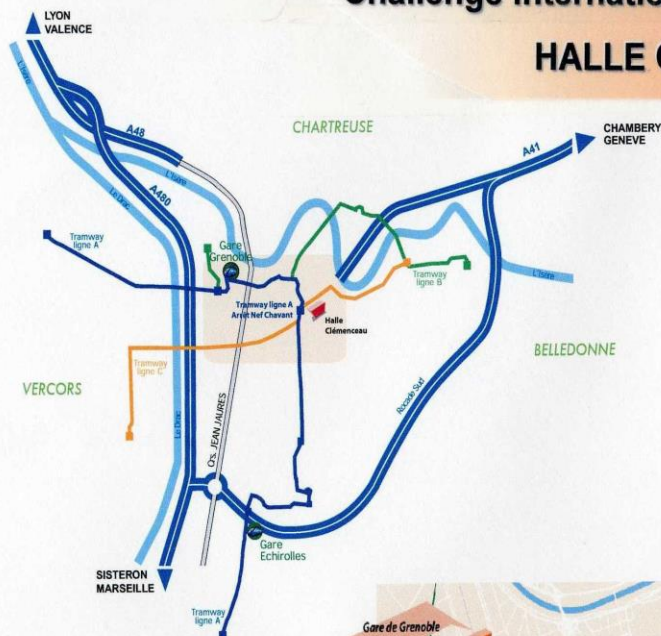 LYON
VALENCE
HALLE
CHARTREUSE
CHAMBERY
GENEVE
A48
A41
L'Isère
L'Isère
Le Drac
A480
Tramway
ligne A
Gare
Grenoble
L'Isère
Tramway
ligne B
Tramway ligne A
Arrêt Nef Chavant
Halle
Clémenceau
BELLEDONNE
Tramway
ligne C
VERCORS
Rocade Sud
Le Drac
Crs. JEAN JAURES
Gare
Echirolles
SISTERON
MARSEILLE
Tramway
ligne A
Gare de Grenoble